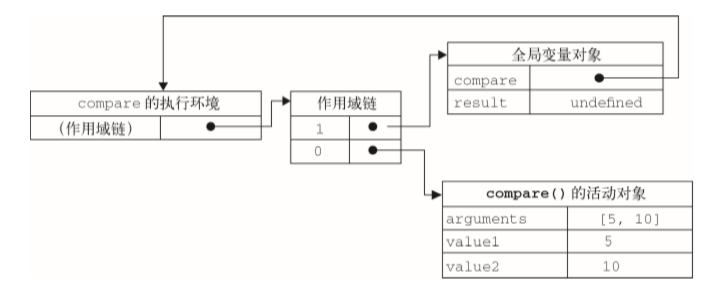 全局变量对象
compare
result undefined
compare 的执行环境
(作用域链)
作用域链
1
0
compare() 的活动对象
arguments [5, 10]
value1 5
value2 10